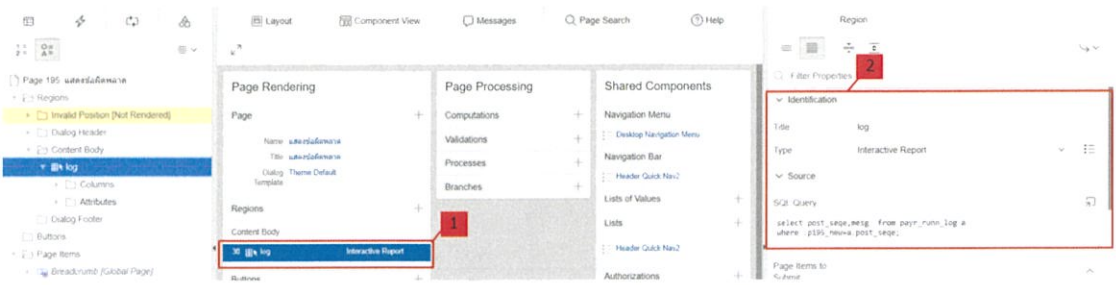 Layout
Component View
Messages
Page Search
Help
Region
Page 195 แสดงข้อผิดพลาด
Regions
Invalid Position [Not Rendered]
Dialog Header
Content Body
log
Columns
Attributes
Dialog Footer
Buttons
Page Items
Breadcrumb [Global Page]
Page Rendering
Page
Name แสดงข้อผิดพลาด
Title แสดงข้อผิดพลาด
Dialog Template Theme Default
Regions
1
Content Body
30 log Interactive Report
Buttons
Page Processing
Computations
Validations
Processes
Branches
Shared Components
Navigation Menu
Desktop Navigation Menu
Navigation Bar
Header Quick Nav2
Lists of Values
Lists
Header Quick Nav2
Authorizations
Filter Properties
2
Identification
Title log
Type Interactive Report
Source
SQL Query
select post_seqe,mesg from payr_runn_log a
where :p195_new=a.post_seqe;
Page Items to
Submit